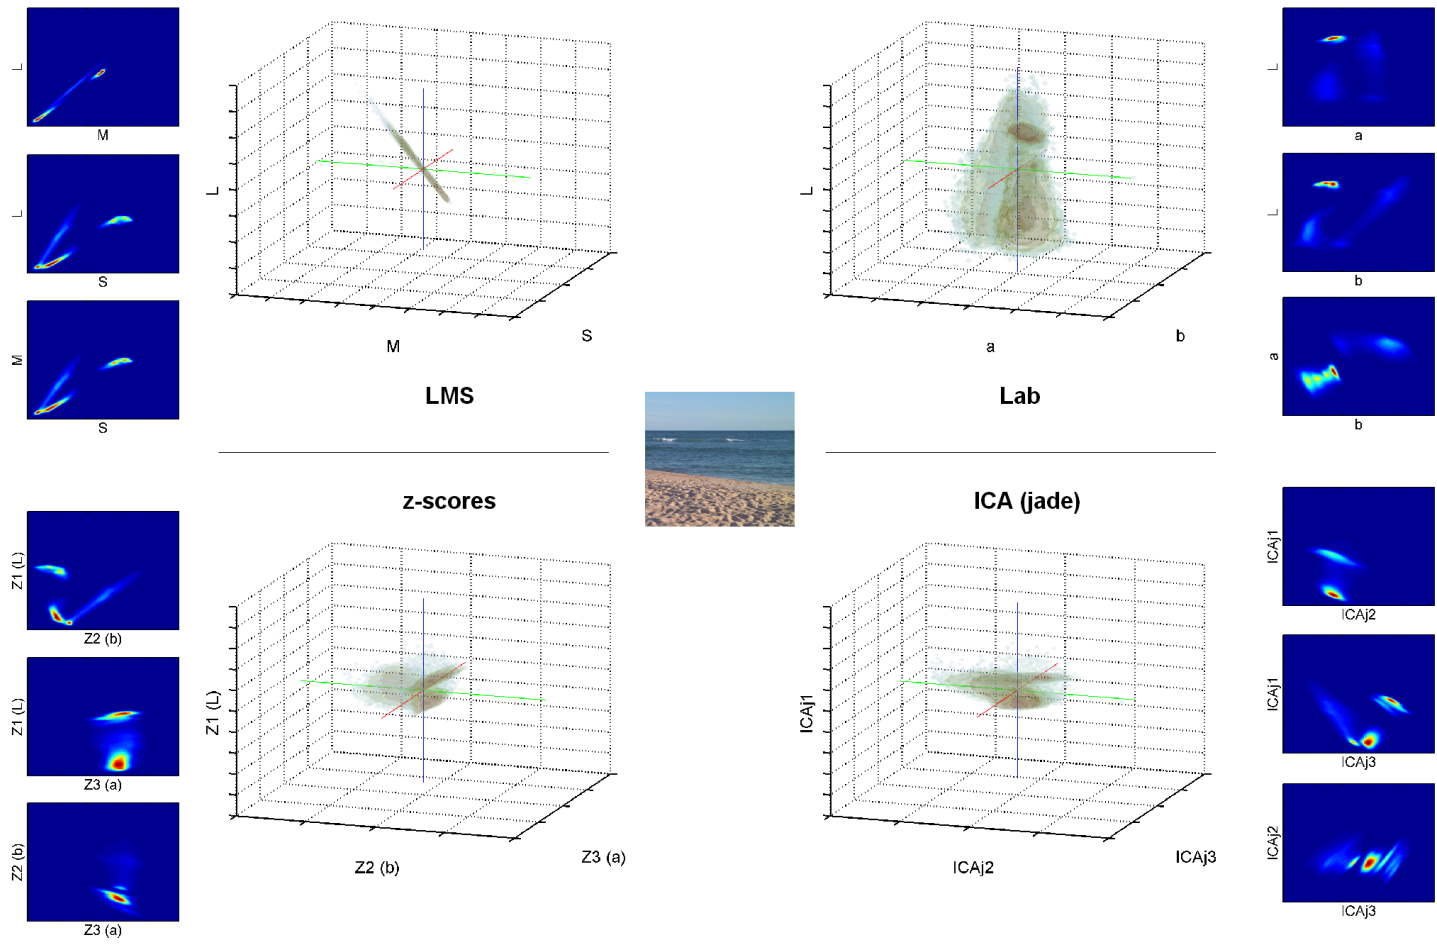 L
M
L
S
M
S
L
M
S
LMS
L
a
b
Lab
L
a
L
b
a
b
z-scores
Z1 (L)
Z2 (b)
Z1 (L)
Z3 (a)
Z2 (b)
Z3 (a)
Z1 (L)
Z2 (b)
Z3 (a)
ICA (jade)
ICAj1
ICAj2
ICAj3
ICAj1
ICAj2
ICAj1
ICAj3
ICAj2
ICAj3